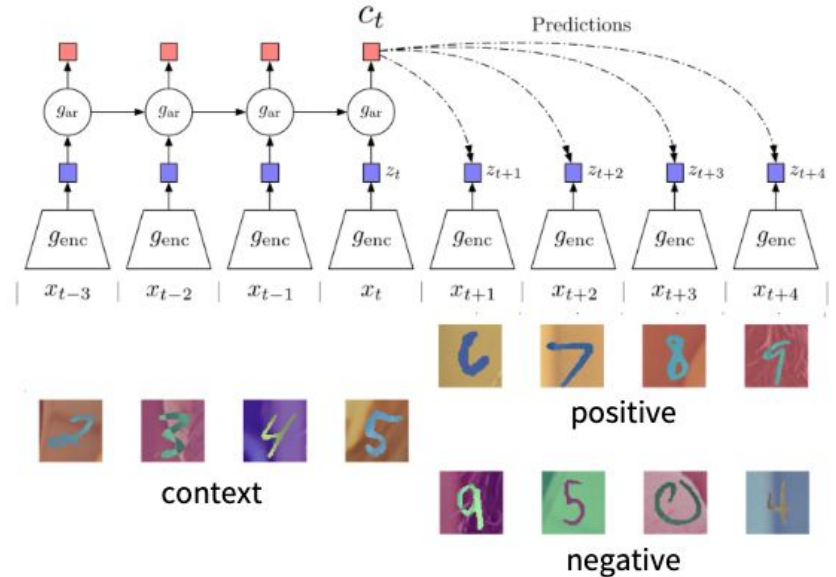 c_t
Predictions
g_ar g_ar g_ar g_ar
z_t z_{t+1} z_{t+2} z_{t+3} z_{t+4}
g_enc g_enc g_enc g_enc g_enc g_enc g_enc g_enc
x_{t-3} x_{t-2} x_{t-1} x_t x_{t+1} x_{t+2} x_{t+3} x_{t+4}
6 7 8 9
positive
2 3 4 5
context
9 5 0 4
negative